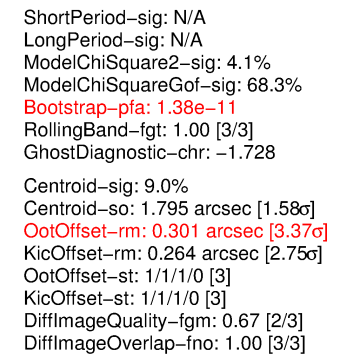 ShortPeriod−sig: N/A
LongPeriod−sig: N/A
ModelChiSquare2−sig: 4.1%
ModelChiSquareGof−sig: 68.3%
Bootstrap−pfa: 1.38e−11
RollingBand−fgt: 1.00 [3/3]
GhostDiagnostic−chr: −1.728
Centroid−sig: 9.0%
Centroid−so: 1.795 arcsec [1.58σ]
OotOffset−rm: 0.301 arcsec [3.37σ]
KicOffset−rm: 0.264 arcsec [2.75σ]
OotOffset−st: 1/1/1/0 [3]
KicOffset−st: 1/1/1/0 [3]
DiffImageQuality−fgm: 0.67 [2/3]
DiffImageOverlap−fno: 1.00 [3/3]